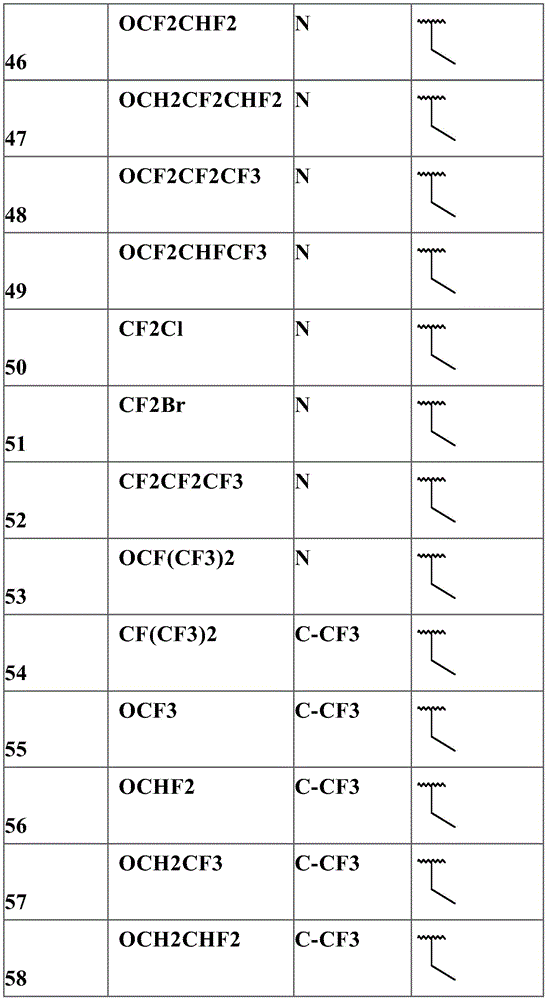 46 OCF2CHF2 N
47 OCH2CF2CHF2 N
48 OCF2CF2CF3 N
49 OCF2CHFCF3 N
50 CF2Cl N
51 CF2Br N
52 CF2CF2CF3 N
53 OCF(CF3)2 N
54 CF(CF3)2 C-CF3
55 OCF3 C-CF3
56 OCHF2 C-CF3
57 OCH2CF3 C-CF3
58 OCH2CHF2 C-CF3